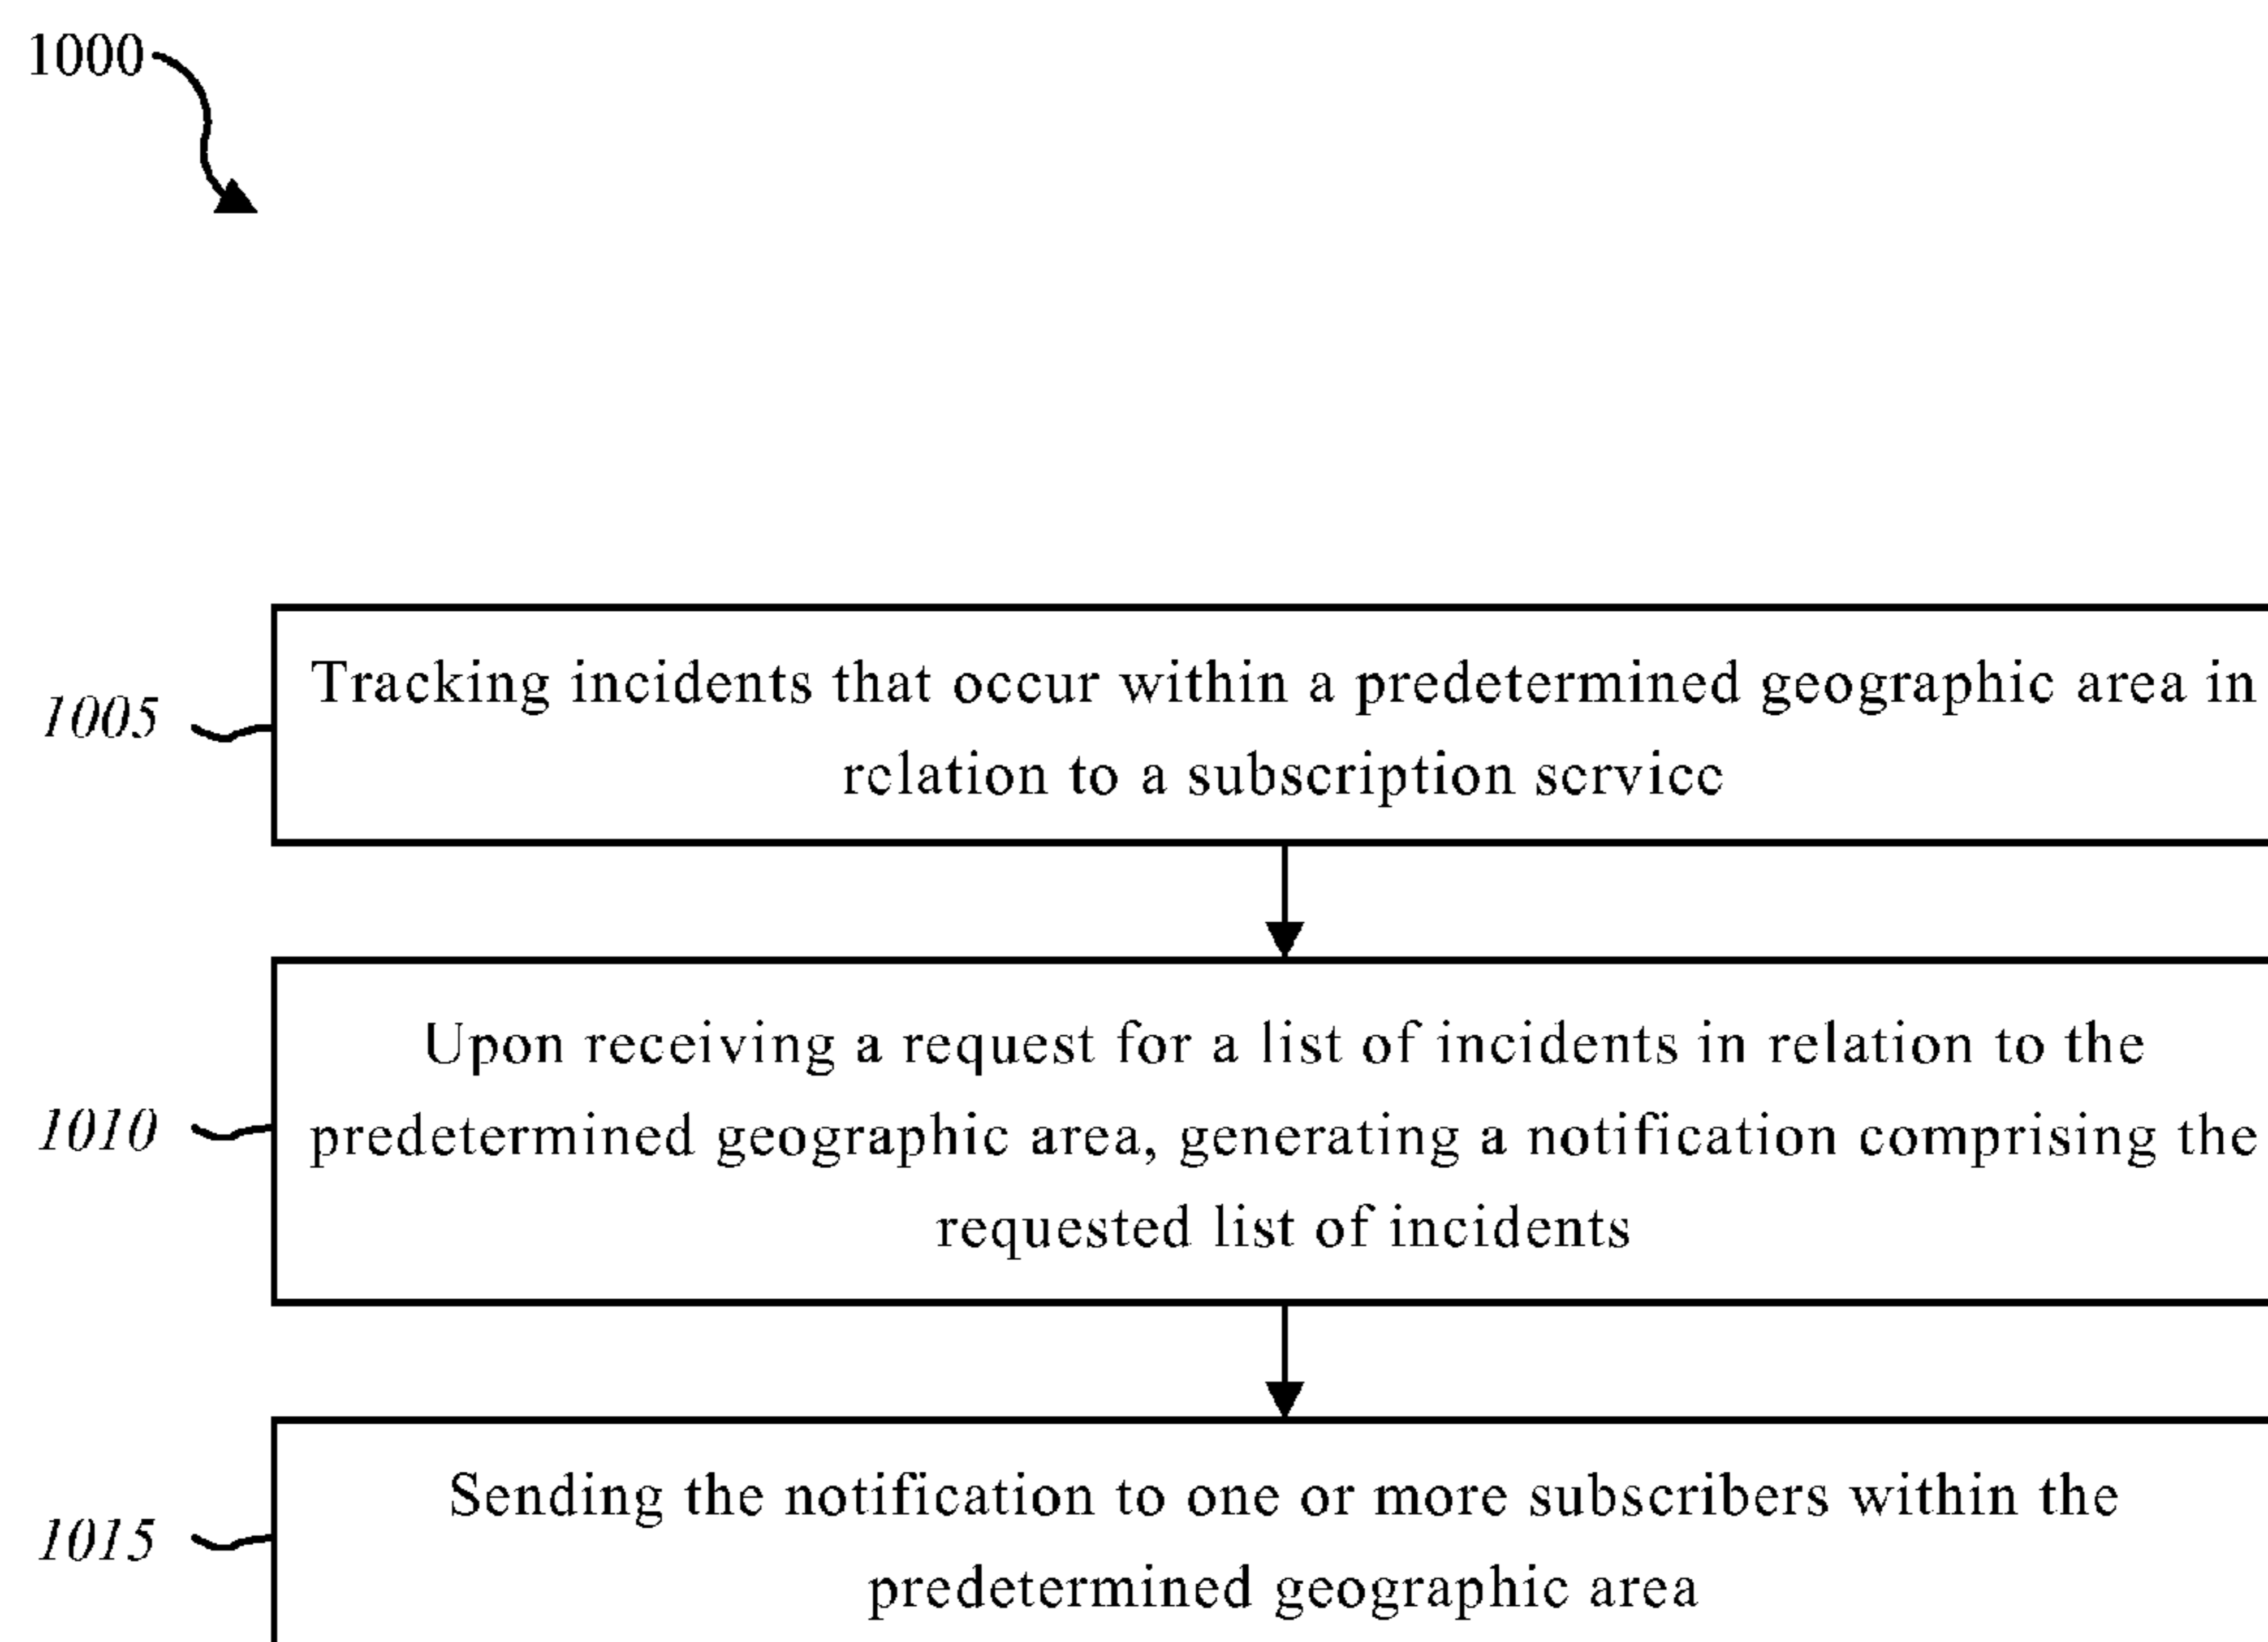 1000
1005
Tracking incidents that occur within a predetermined geographic area in
relation to a subscription service
1010
Upon receiving a request for a list of incidents in relation to the
predetermined geographic area, generating a notification comprising the
requested list of incidents
1015
Sending the notification to one or more subscribers within the
predetermined geographic area